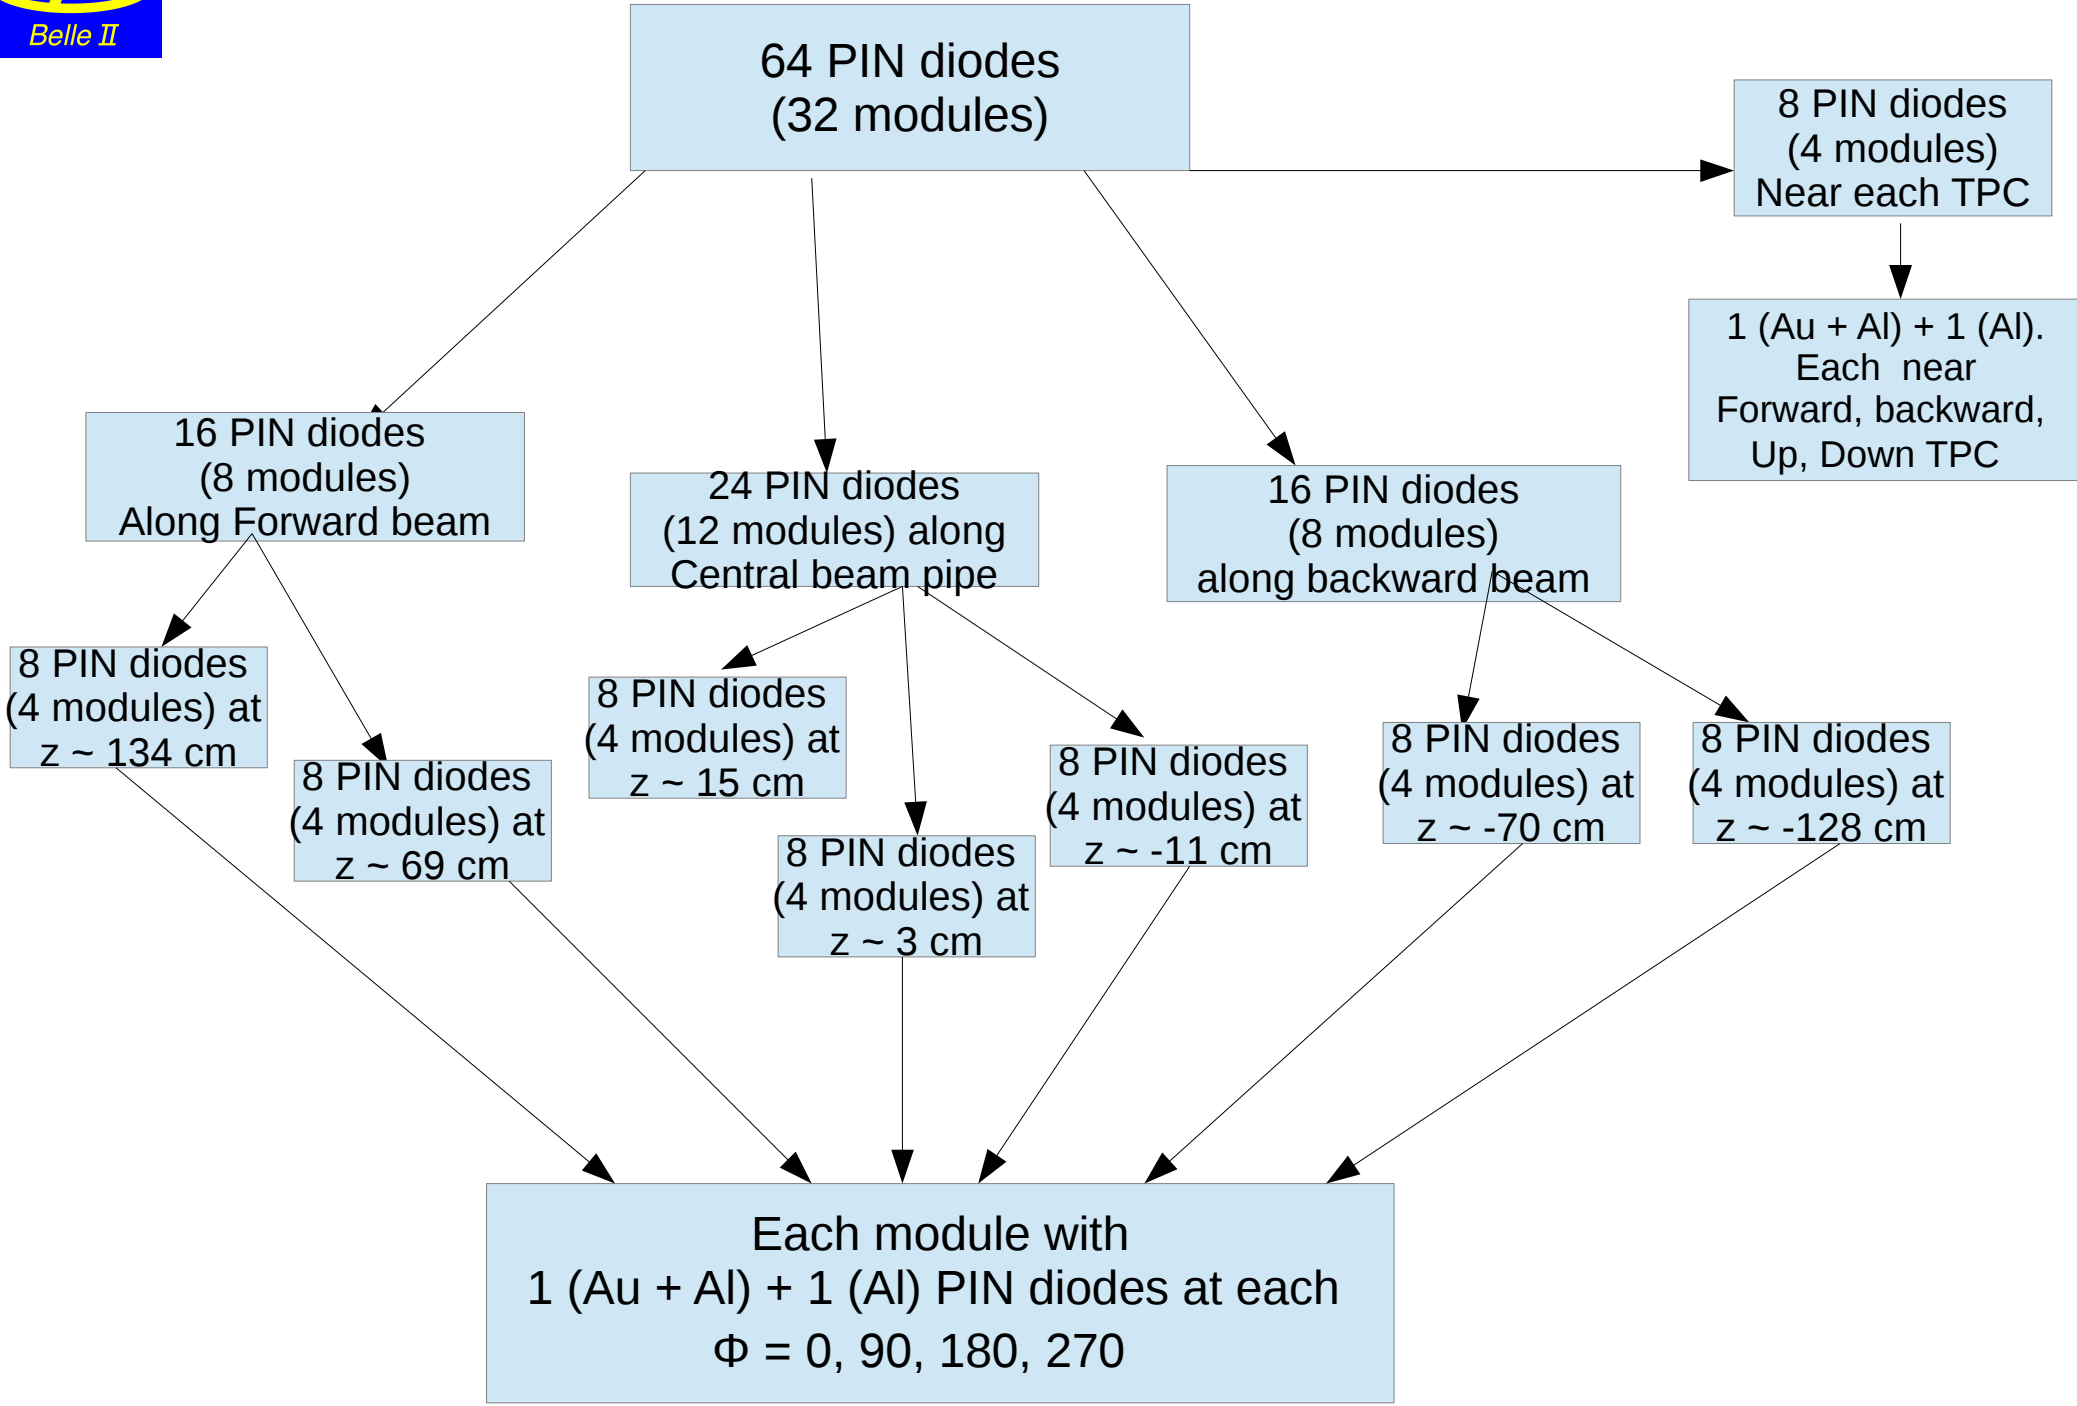 Belle II
64 PIN diodes
(32 modules)
8 PIN diodes
(4 modules)
Near each TPC
1 (Au + Al) + 1 (Al).
Each near
Forward, backward,
Up, Down TPC
16 PIN diodes
(8 modules)
Along Forward beam
24 PIN diodes
(12 modules) along
Central beam pipe
16 PIN diodes
(8 modules)
along backward beam
8 PIN diodes
(4 modules) at
z ~ 134 cm
8 PIN diodes
(4 modules) at
z ~ 69 cm
8 PIN diodes
(4 modules) at
z ~ 15 cm
8 PIN diodes
(4 modules) at
z ~ 3 cm
8 PIN diodes
(4 modules) at
z ~ -11 cm
8 PIN diodes
(4 modules) at
z ~ -70 cm
8 PIN diodes
(4 modules) at
z ~ -128 cm
Each module with
1 (Au + Al) + 1 (Al) PIN diodes at each
Φ = 0, 90, 180, 270